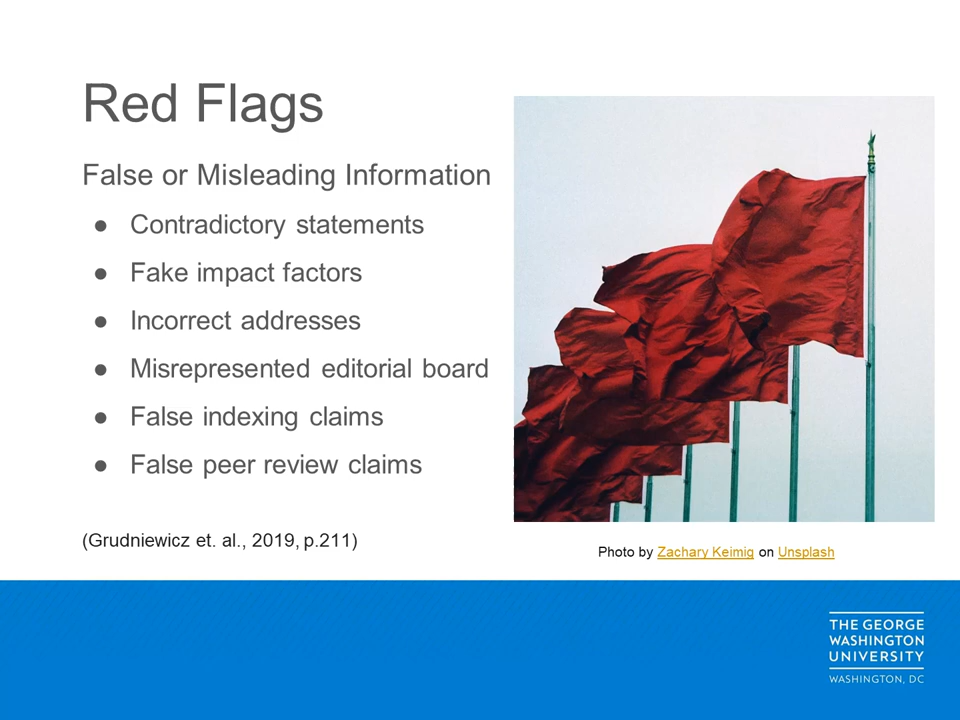 Red Flags
False or Misleading Information
● Contradictory statements
● Fake impact factors
● Incorrect addresses
● Misrepresented editorial board
● False indexing claims
● False peer review claims
(Grudniewicz et. al., 2019, p.211)
Photo by Zachary Keimig on Unsplash
THE GEORGE
WASHINGTON
UNIVERSITY
WASHINGTON, DC